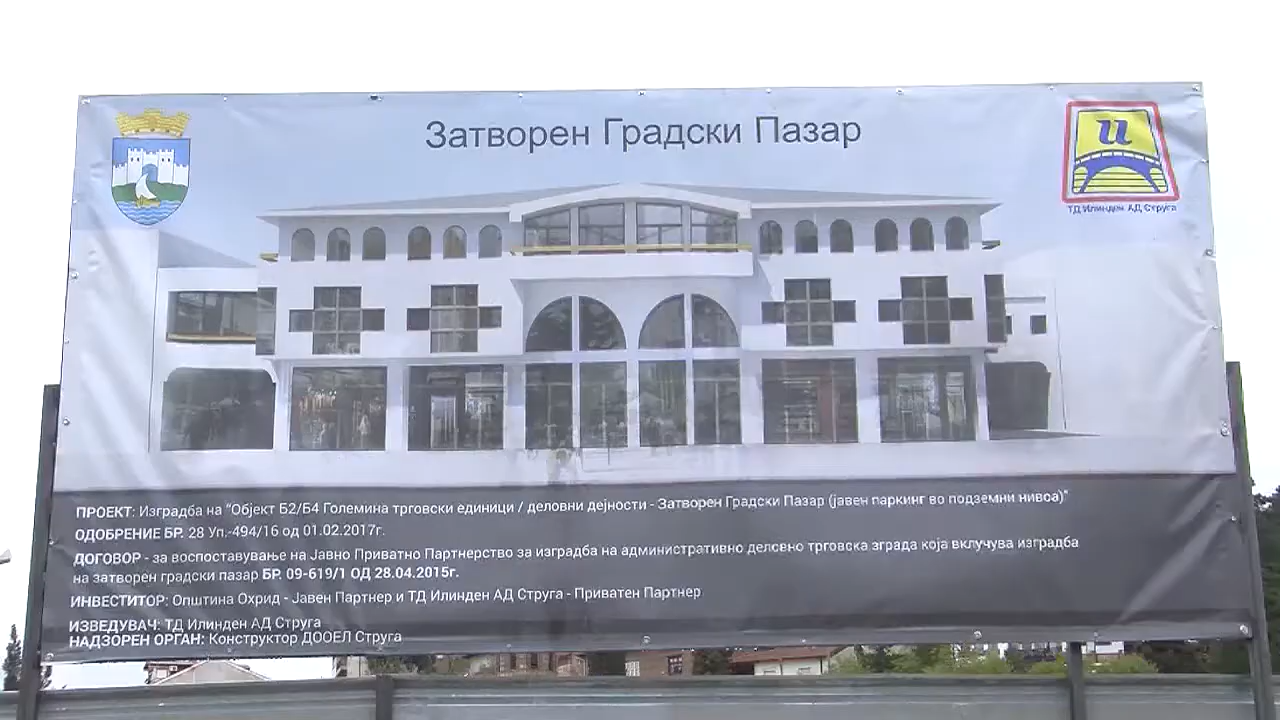 Затворен Градски Пазар
и
ТД Илинден АД Струга
ПРОЕКТ: Изградба на "Објект Б2/Б4 Големина трговски единици / деловни дејности - Затворен Градски Пазар (јавен паркинг во подземни нивоа)"
ОДОБРЕНИЕ БР. 28 Уп.-494/16 од 01.02.2017г.
ДОГОВОР - за воспоставување на Јавно Приватно Партнерство за изградба на административно деловно трговска зграда која вклучува изградба
на затворен градски пазар БР. 09-619/1 ОД 28.04.2015г.
ИНВЕСТИТОР: Општина Охрид - Јавен Партнер и ТД Илинден АД Струга - Приватен Партнер
ИЗВЕДУВАЧ: ТД Илинден АД Струга
НАДЗОРЕН ОРГАН: Конструктор ДООЕЛ Струга